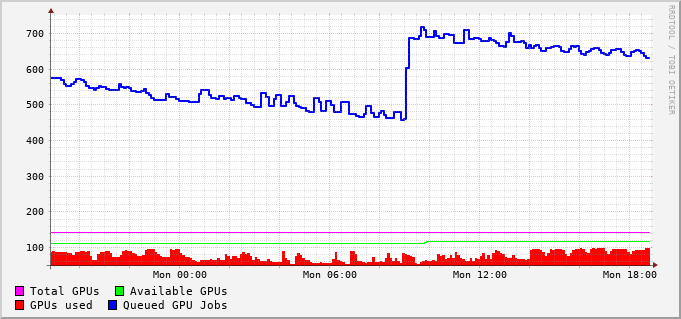 RRDTOOL / TOBI OETIKER
700
600
500
400
300
200
100
Mon 00:00 Mon 06:00 Mon 12:00 Mon 18:00
Total GPUs Available GPUs
GPUs used Queued GPU Jobs